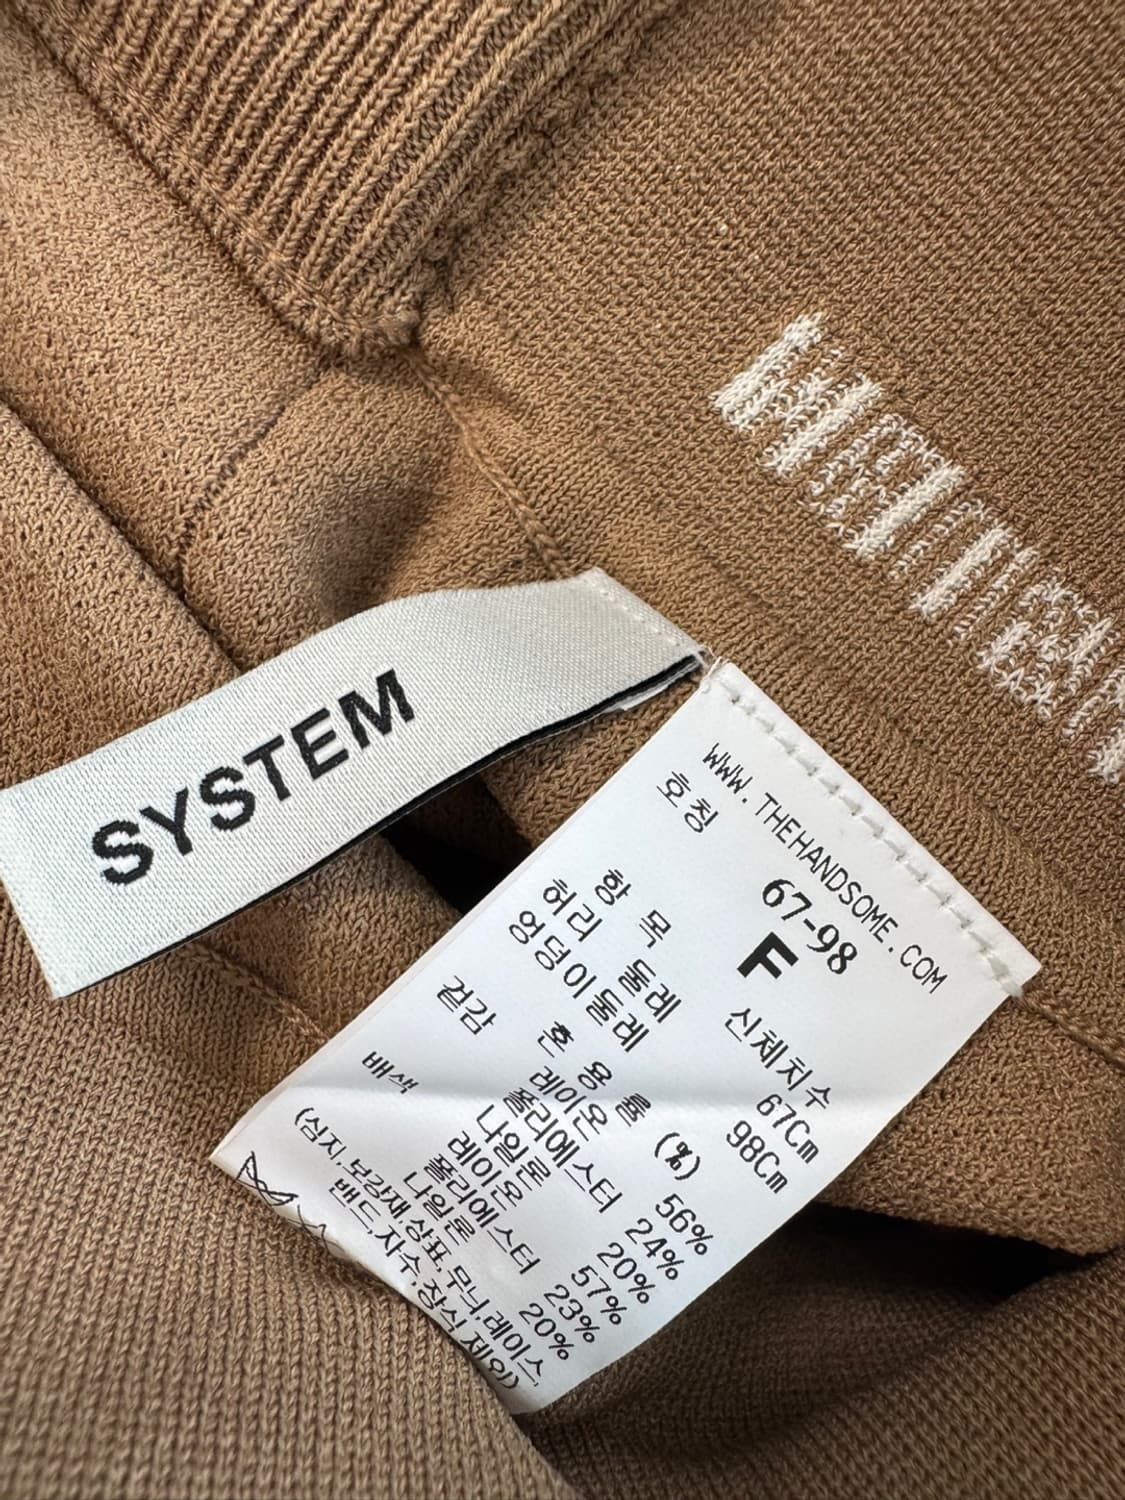 SYSTEM
WWW.THEHANDSOME.COM
호칭 67-98
F
항 목 신체치수
허리 둘레 67Cm
엉덩이둘레 98Cm
혼 용 률 (%)
겉감 레이온 56%
폴리에스터 24%
나일론 20%
배색 레이온 57%
폴리에스터 23%
나일론 20%
(심지,보강재,상표,무늬,레이스,
밴드,자수,장식 제외)